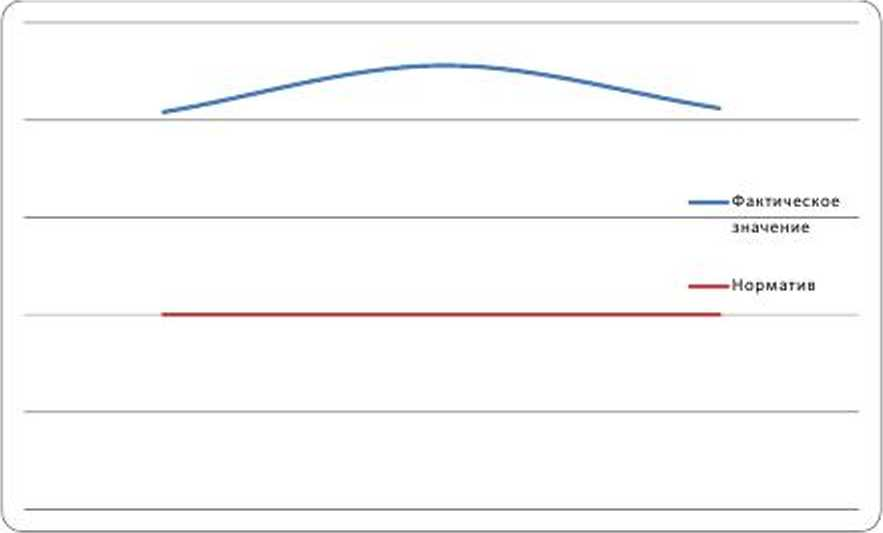 Фактическое
значение
Норматив